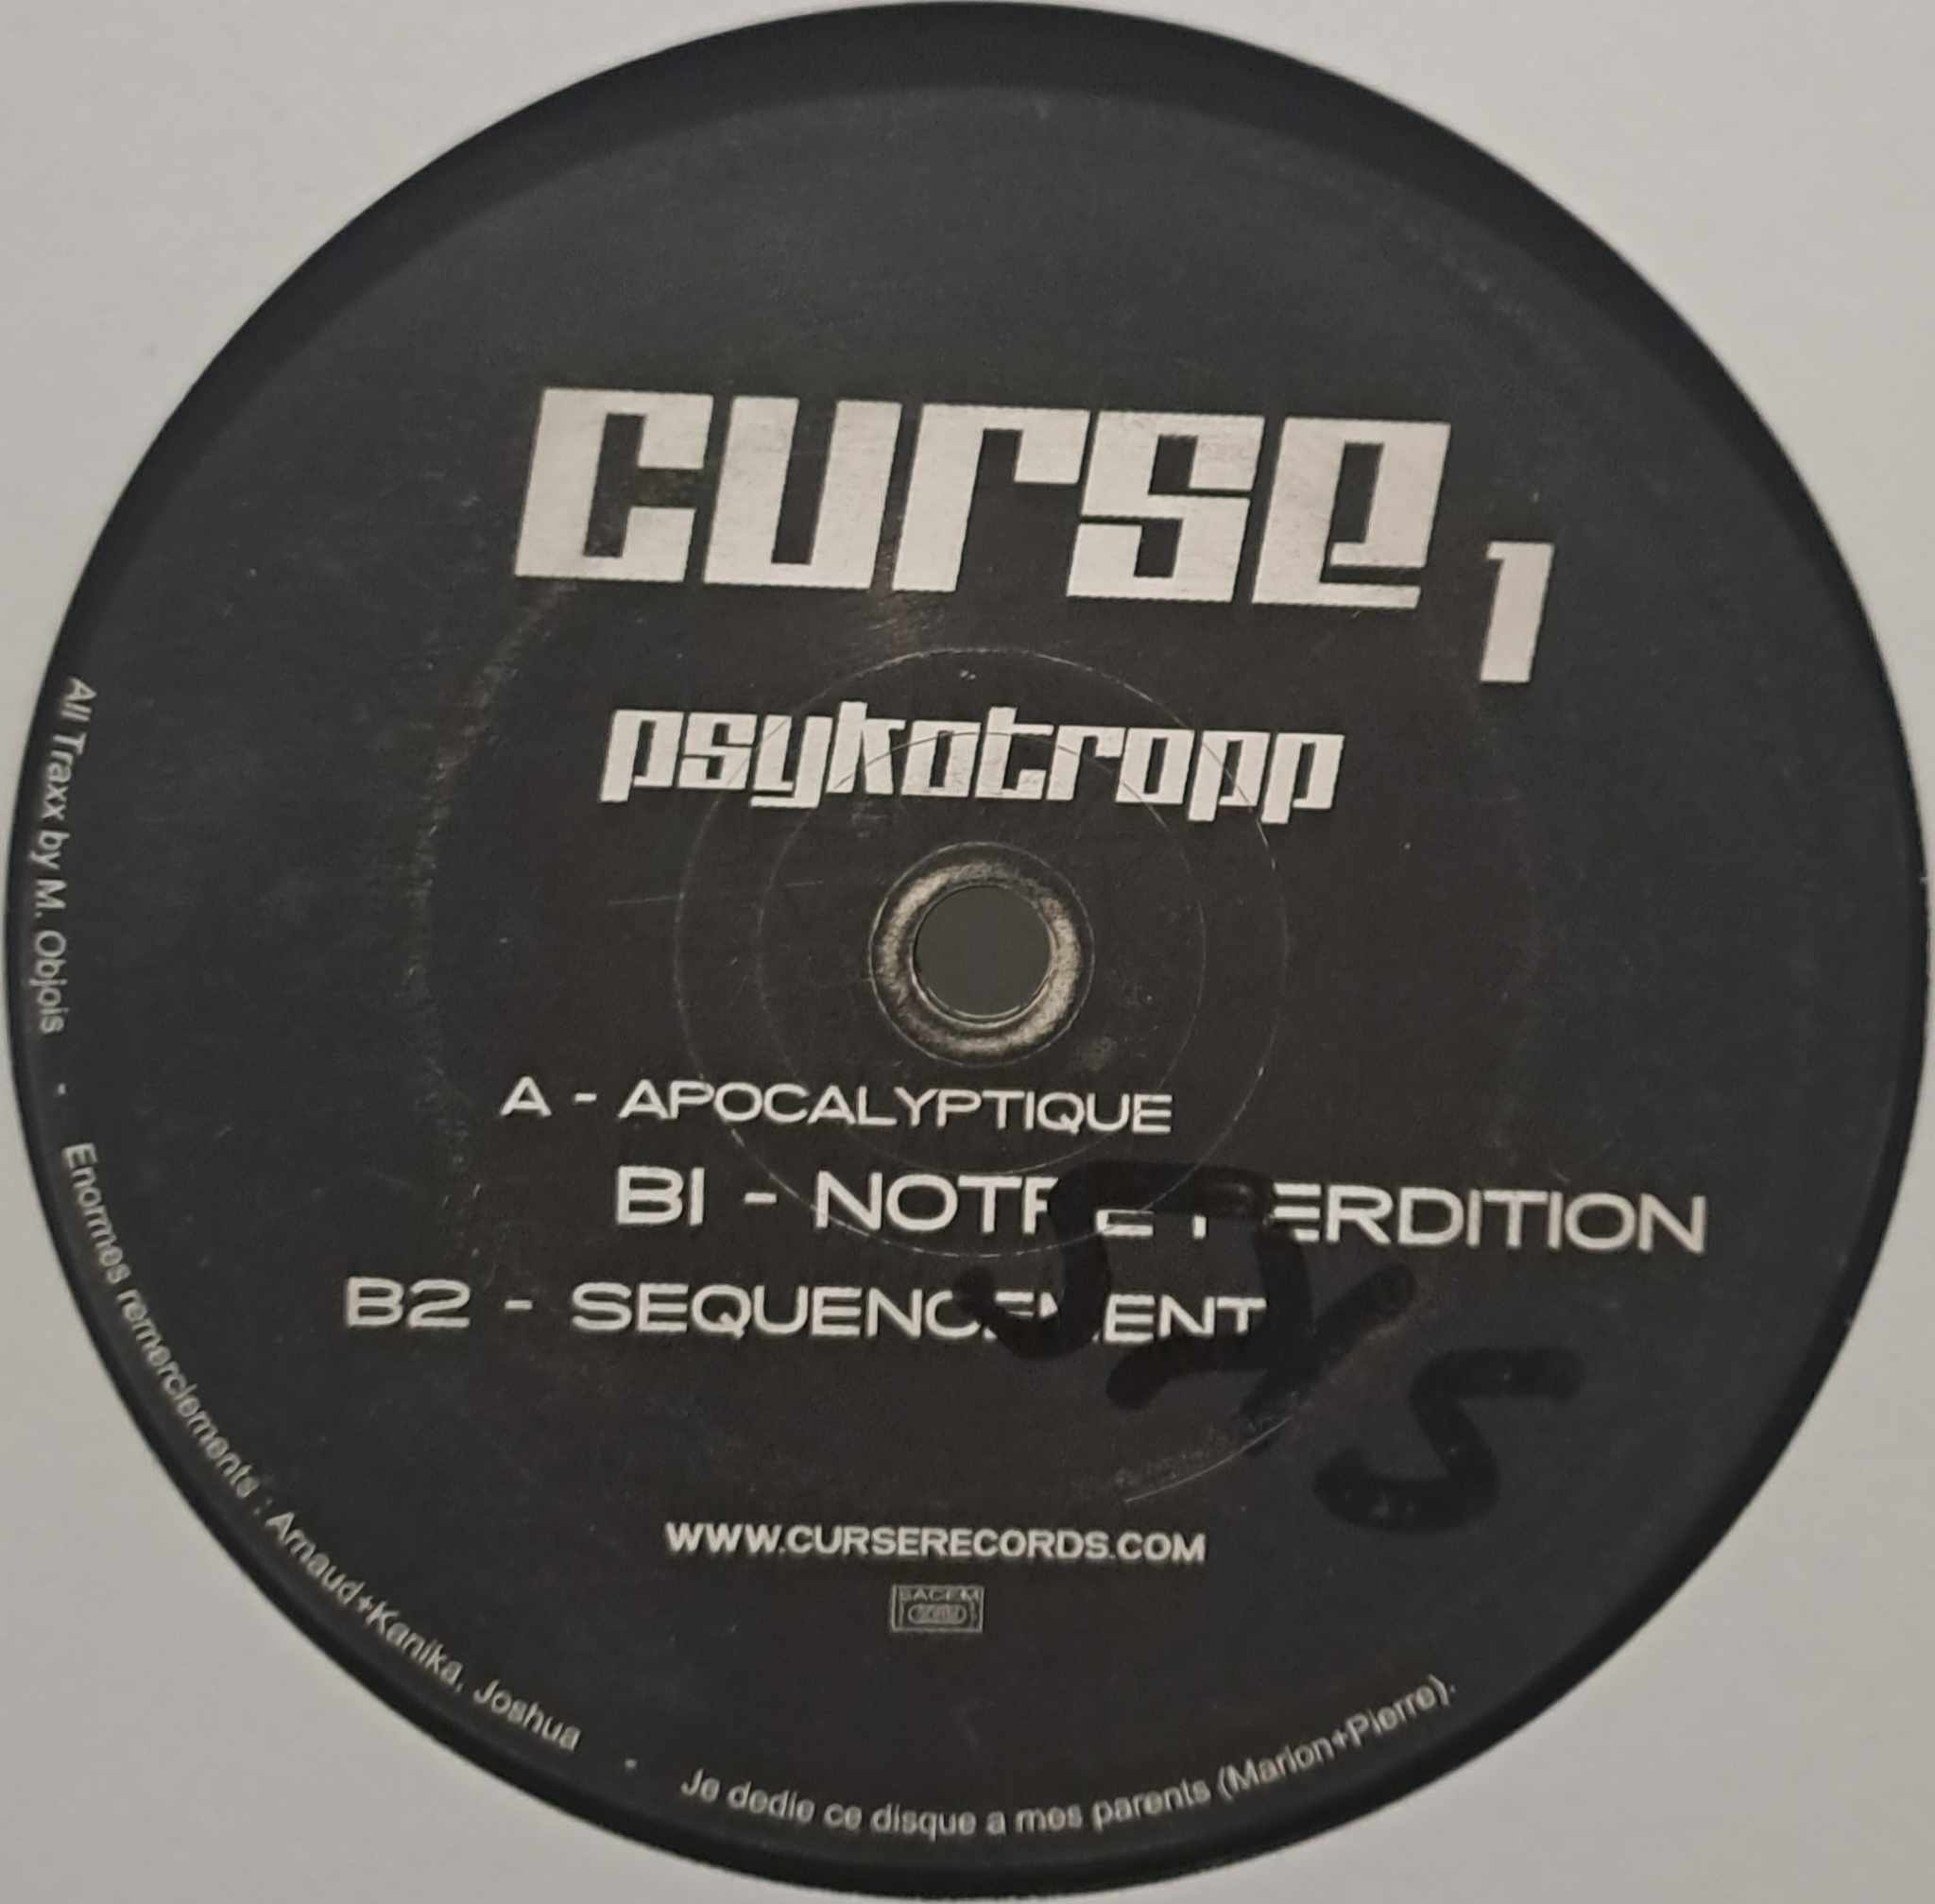 curse 1
psykotropp
A - APOCALYPTIQUE
B1 - NOTRE PERDITION
B2 - SEQUENCEMENT
WWW.CURSERECORDS.COM
SACEM
All Traxx by M. Objois - Enormes remerciements : Arnaud+Kanika, Joshua - Je dedie ce disque a mes parents (Marion+Pierre).